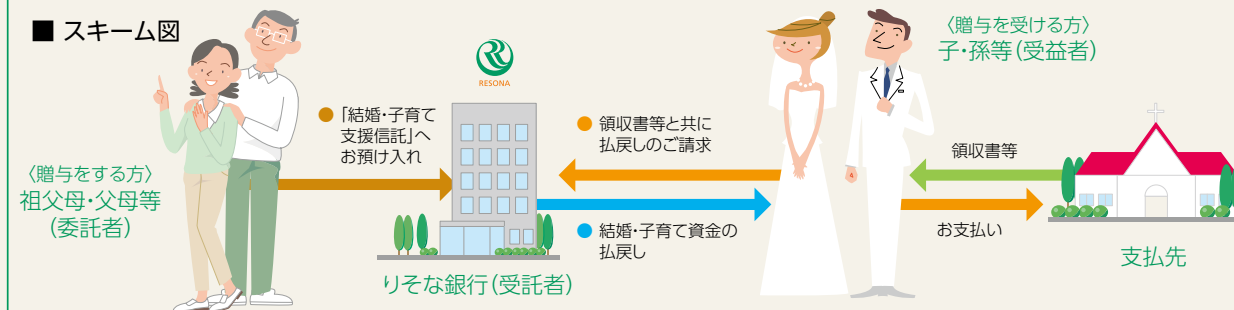 ■ スキーム図
RESONA
〈贈与をする方〉
祖父母・父母等
(委託者)
● 「結婚・子育て
支援信託」へ
お預け入れ
りそな銀行(受託者)
● 領収書等と共に
払戻しのご請求
● 結婚・子育て資金の
払戻し
〈贈与を受ける方〉
子・孫等(受益者)
領収書等
お支払い
支払先